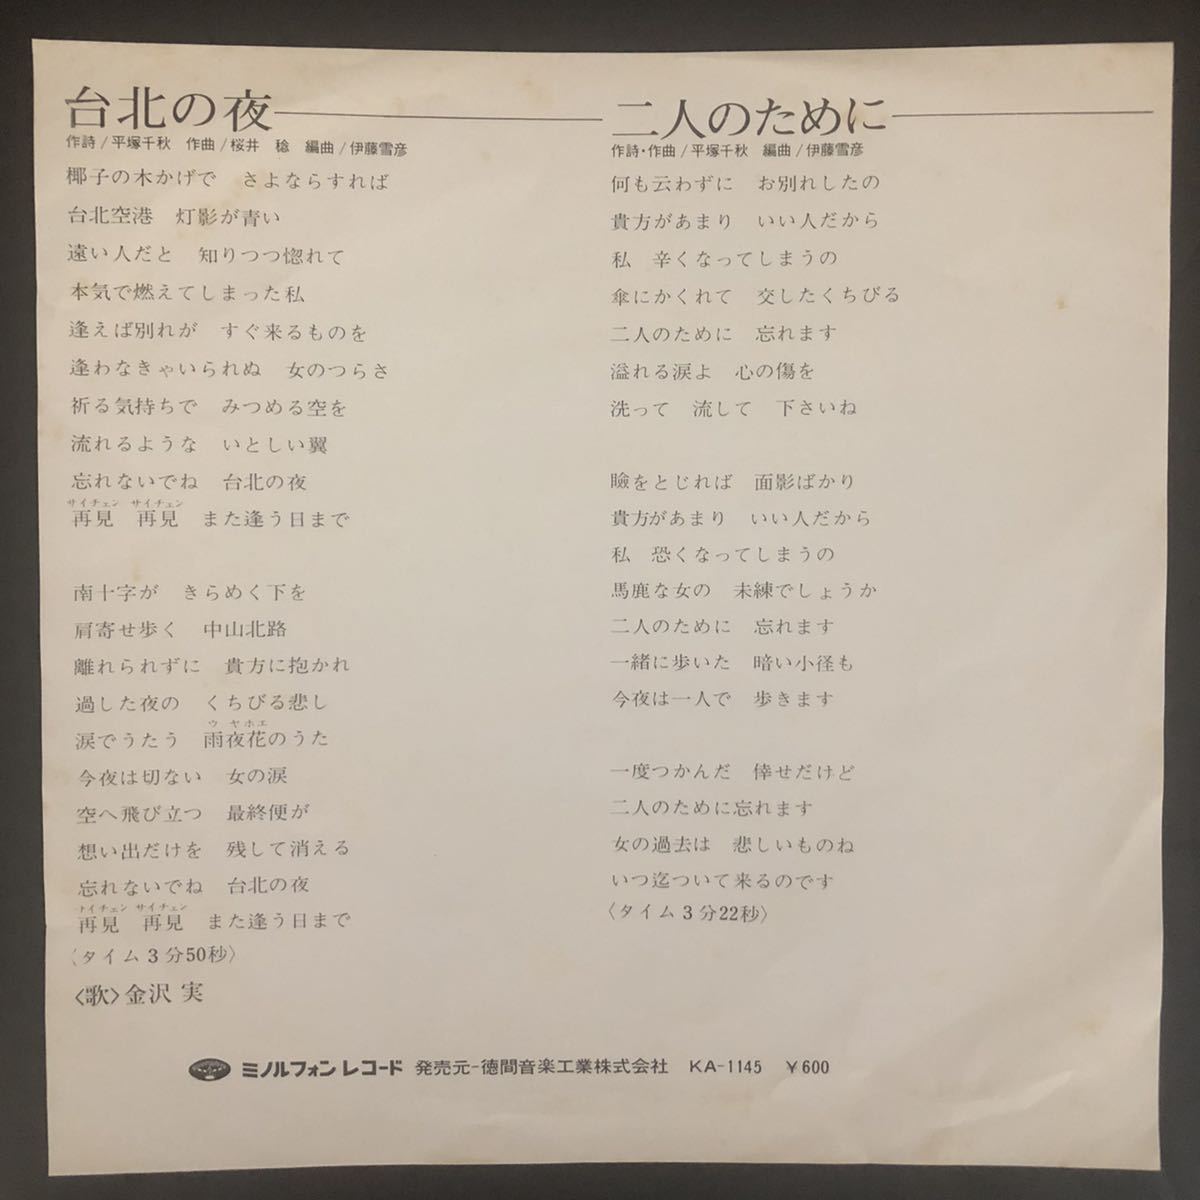 台北の夜
作詩/平塚千秋　作曲/桜井　稔　編曲/伊藤雪彦
椰子の木かげで　さよならすれば
台北空港　灯影が青い
遠い人だと　知りつつ惚れて
本気で燃えてしまった私
逢えば別れが　すぐ来るものを
逢わなきゃいられぬ　女のつらさ
祈る気持ちで　みつめる空を
流れるような　いとしい翼
忘れないでね　台北の夜
サイチェン　サイチェン
再見　再見　また逢う日まで
南十字が　きらめく下を
肩寄せ歩く　中山北路
離れられずに　貴方に抱かれ
過した夜の　くちびる悲し
ウ ヤホエ
涙でうたう　雨夜花のうた
今夜は切ない　女の涙
空へ飛び立つ　最終便が
想い出だけを　残して消える
忘れないでね　台北の夜
サイチェン　サイチェン
再見　再見　また逢う日まで
〈タイム3分50秒〉
〈歌〉金沢 実
二人のために
作詩・作曲/平塚千秋　編曲/伊藤雪彦
何も云わずに　お別れしたの
貴方があまり　いい人だから
私　辛くなってしまうの
傘にかくれて　交したくちびる
二人のために　忘れます
溢れる涙よ　心の傷を
洗って　流して　下さいね
瞼をとじれば　面影ばかり
貴方があまり　いい人だから
私　恐くなってしまうの
馬鹿な女の　未練でしょうか
二人のために　忘れます
一緒に歩いた　暗い小径も
今夜は一人で　歩きます
一度つかんだ　倖せだけど
二人のために忘れます
女の過去は　悲しいものね
いつ迄ついて来るのです
〈タイム3分22秒〉
ミノルフォン レコード 発売元-徳間音楽工業株式会社　KA-1145　¥600